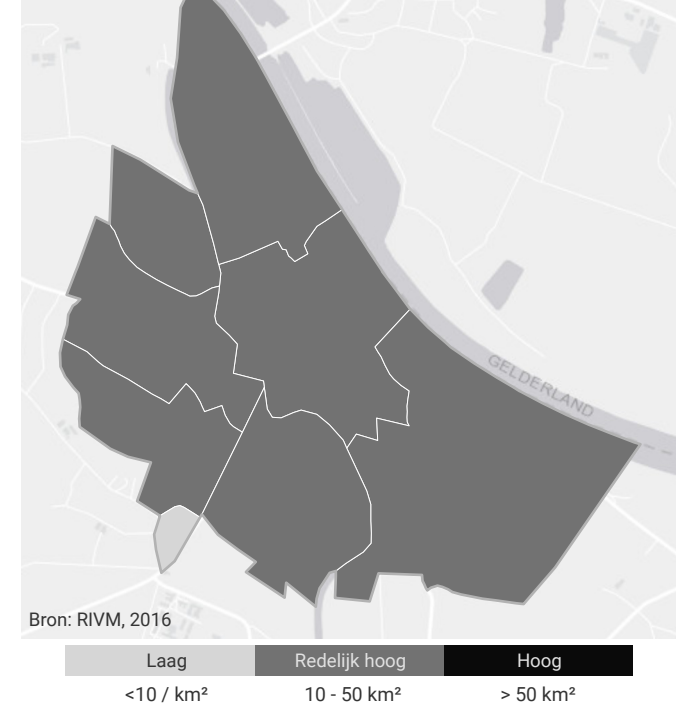 GELDERLAND
Bron: RIVM, 2016
Laag Redelijk hoog Hoog
<10 / km² 10 - 50 km² > 50 km²